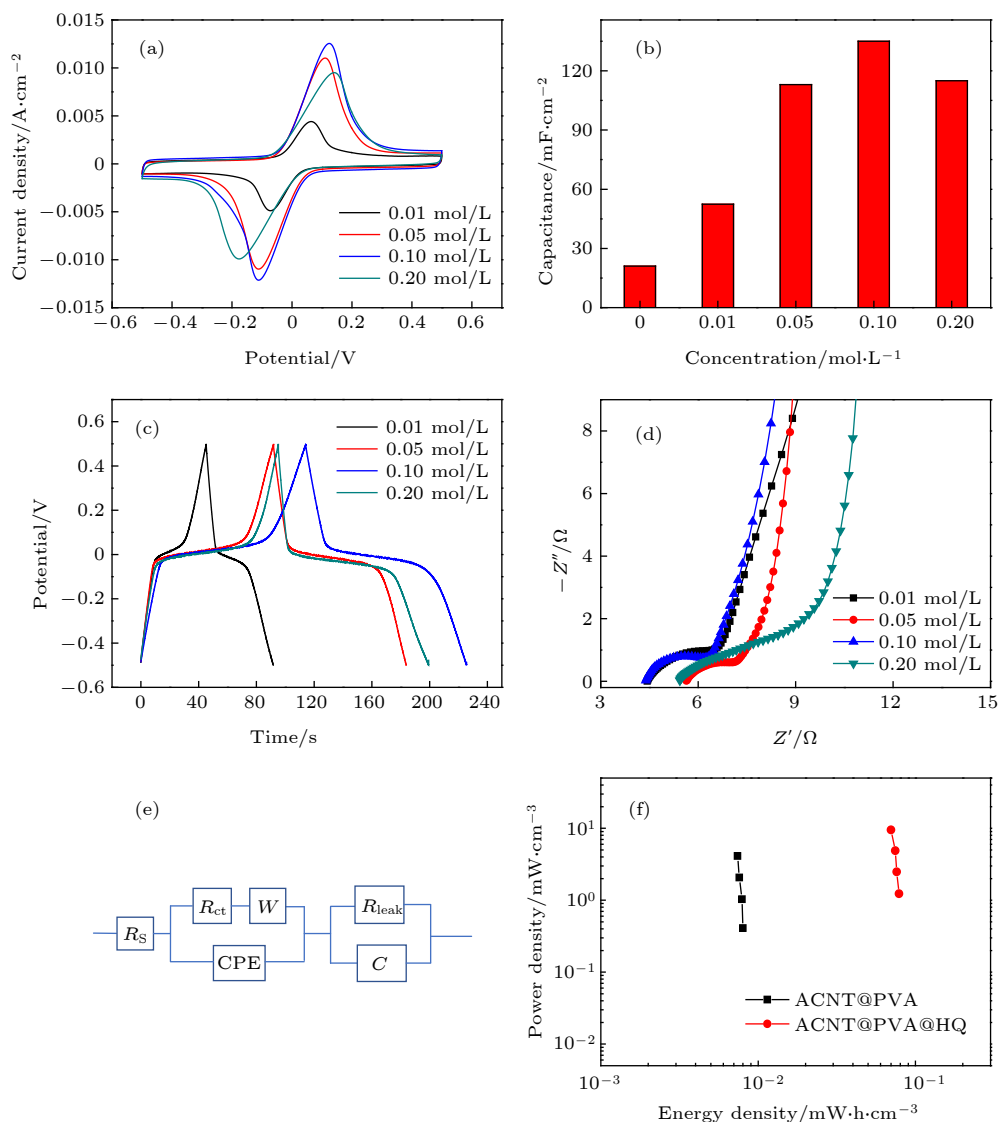 (a)
Current density/A·cm−2
0.015
0.010
0.005
0
−0.005
−0.010
−0.015
−0.6
−0.2
0
0.2
0.6
0.01 mol/L
0.05 mol/L
0.10 mol/L
0.20 mol/L
Potential/V
(b)
Capacitance/mF·cm−2
120
90
60
30
0
0
0.01
0.05
0.10
0.20
Concentration/mol·L−1
(c)
Potential/V
0.6
0.4
0.2
0
−0.2
−0.4
−0.6
0
40
80
120
160
200
240
0.01 mol/L
0.05 mol/L
0.10 mol/L
0.20 mol/L
Time/s
(d)
−Z″/Ω
8
6
4
2
0
3
6
9
12
15
0.01 mol/L
0.05 mol/L
0.10 mol/L
0.20 mol/L
Z′/Ω
(e)
RS
Rct
W
CPE
Rleak
C
(f)
Power density/mW·cm−3
101
100
10−1
10−2
10−3
10−2
10−1
ACNT@PVA
ACNT@PVA@HQ
Energy density/mW·h·cm−3